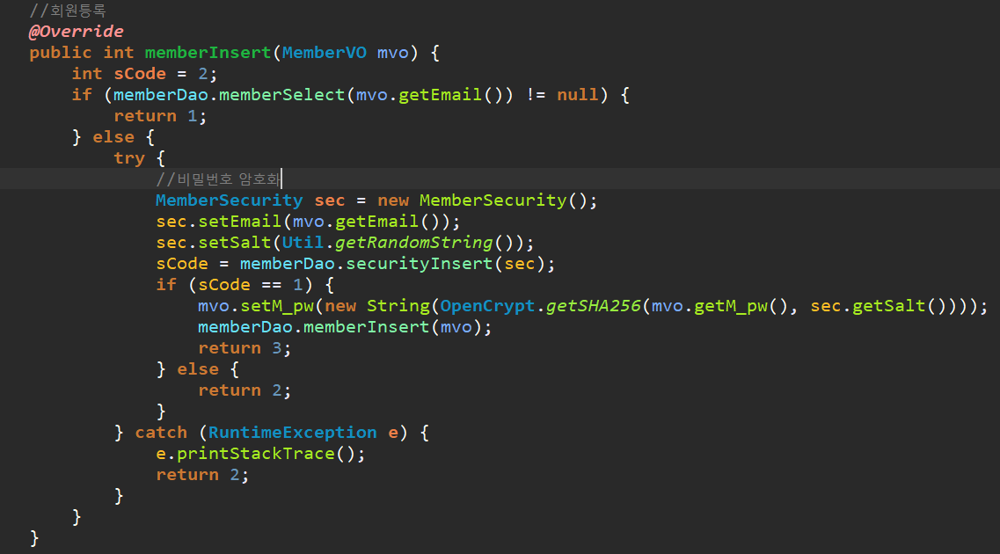 //회원등록
@Override
public int memberInsert(MemberVO mvo) {
    int sCode = 2;
    if (memberDao.memberSelect(mvo.getEmail()) != null) {
        return 1;
    } else {
        try {
            //비밀번호 암호화
            MemberSecurity sec = new MemberSecurity();
            sec.setEmail(mvo.getEmail());
            sec.setSalt(Util.getRandomString());
            sCode = memberDao.securityInsert(sec);
            if (sCode == 1) {
                mvo.setM_pw(new String(OpenCrypt.getSHA256(mvo.getM_pw(), sec.getSalt())));
                memberDao.memberInsert(mvo);
                return 3;
            } else {
                return 2;
            }
        } catch (RuntimeException e) {
            e.printStackTrace();
            return 2;
        }
    }
}